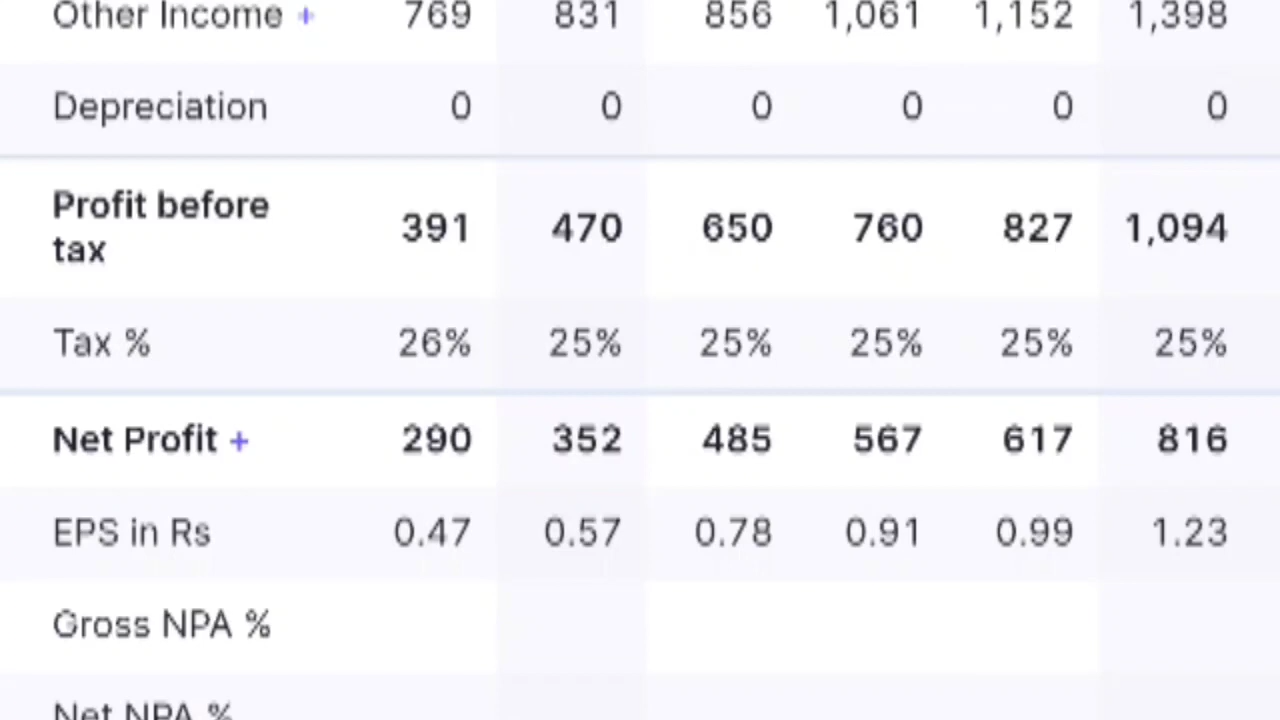 Other Income + 769 831 856 1,061 1,152 1,398
Depreciation 0 0 0 0 0 0
Profit before
tax 391 470 650 760 827 1,094
Tax % 26% 25% 25% 25% 25% 25%
Net Profit + 290 352 485 567 617 816
EPS in Rs 0.47 0.57 0.78 0.91 0.99 1.23
Gross NPA %
Net NPA %